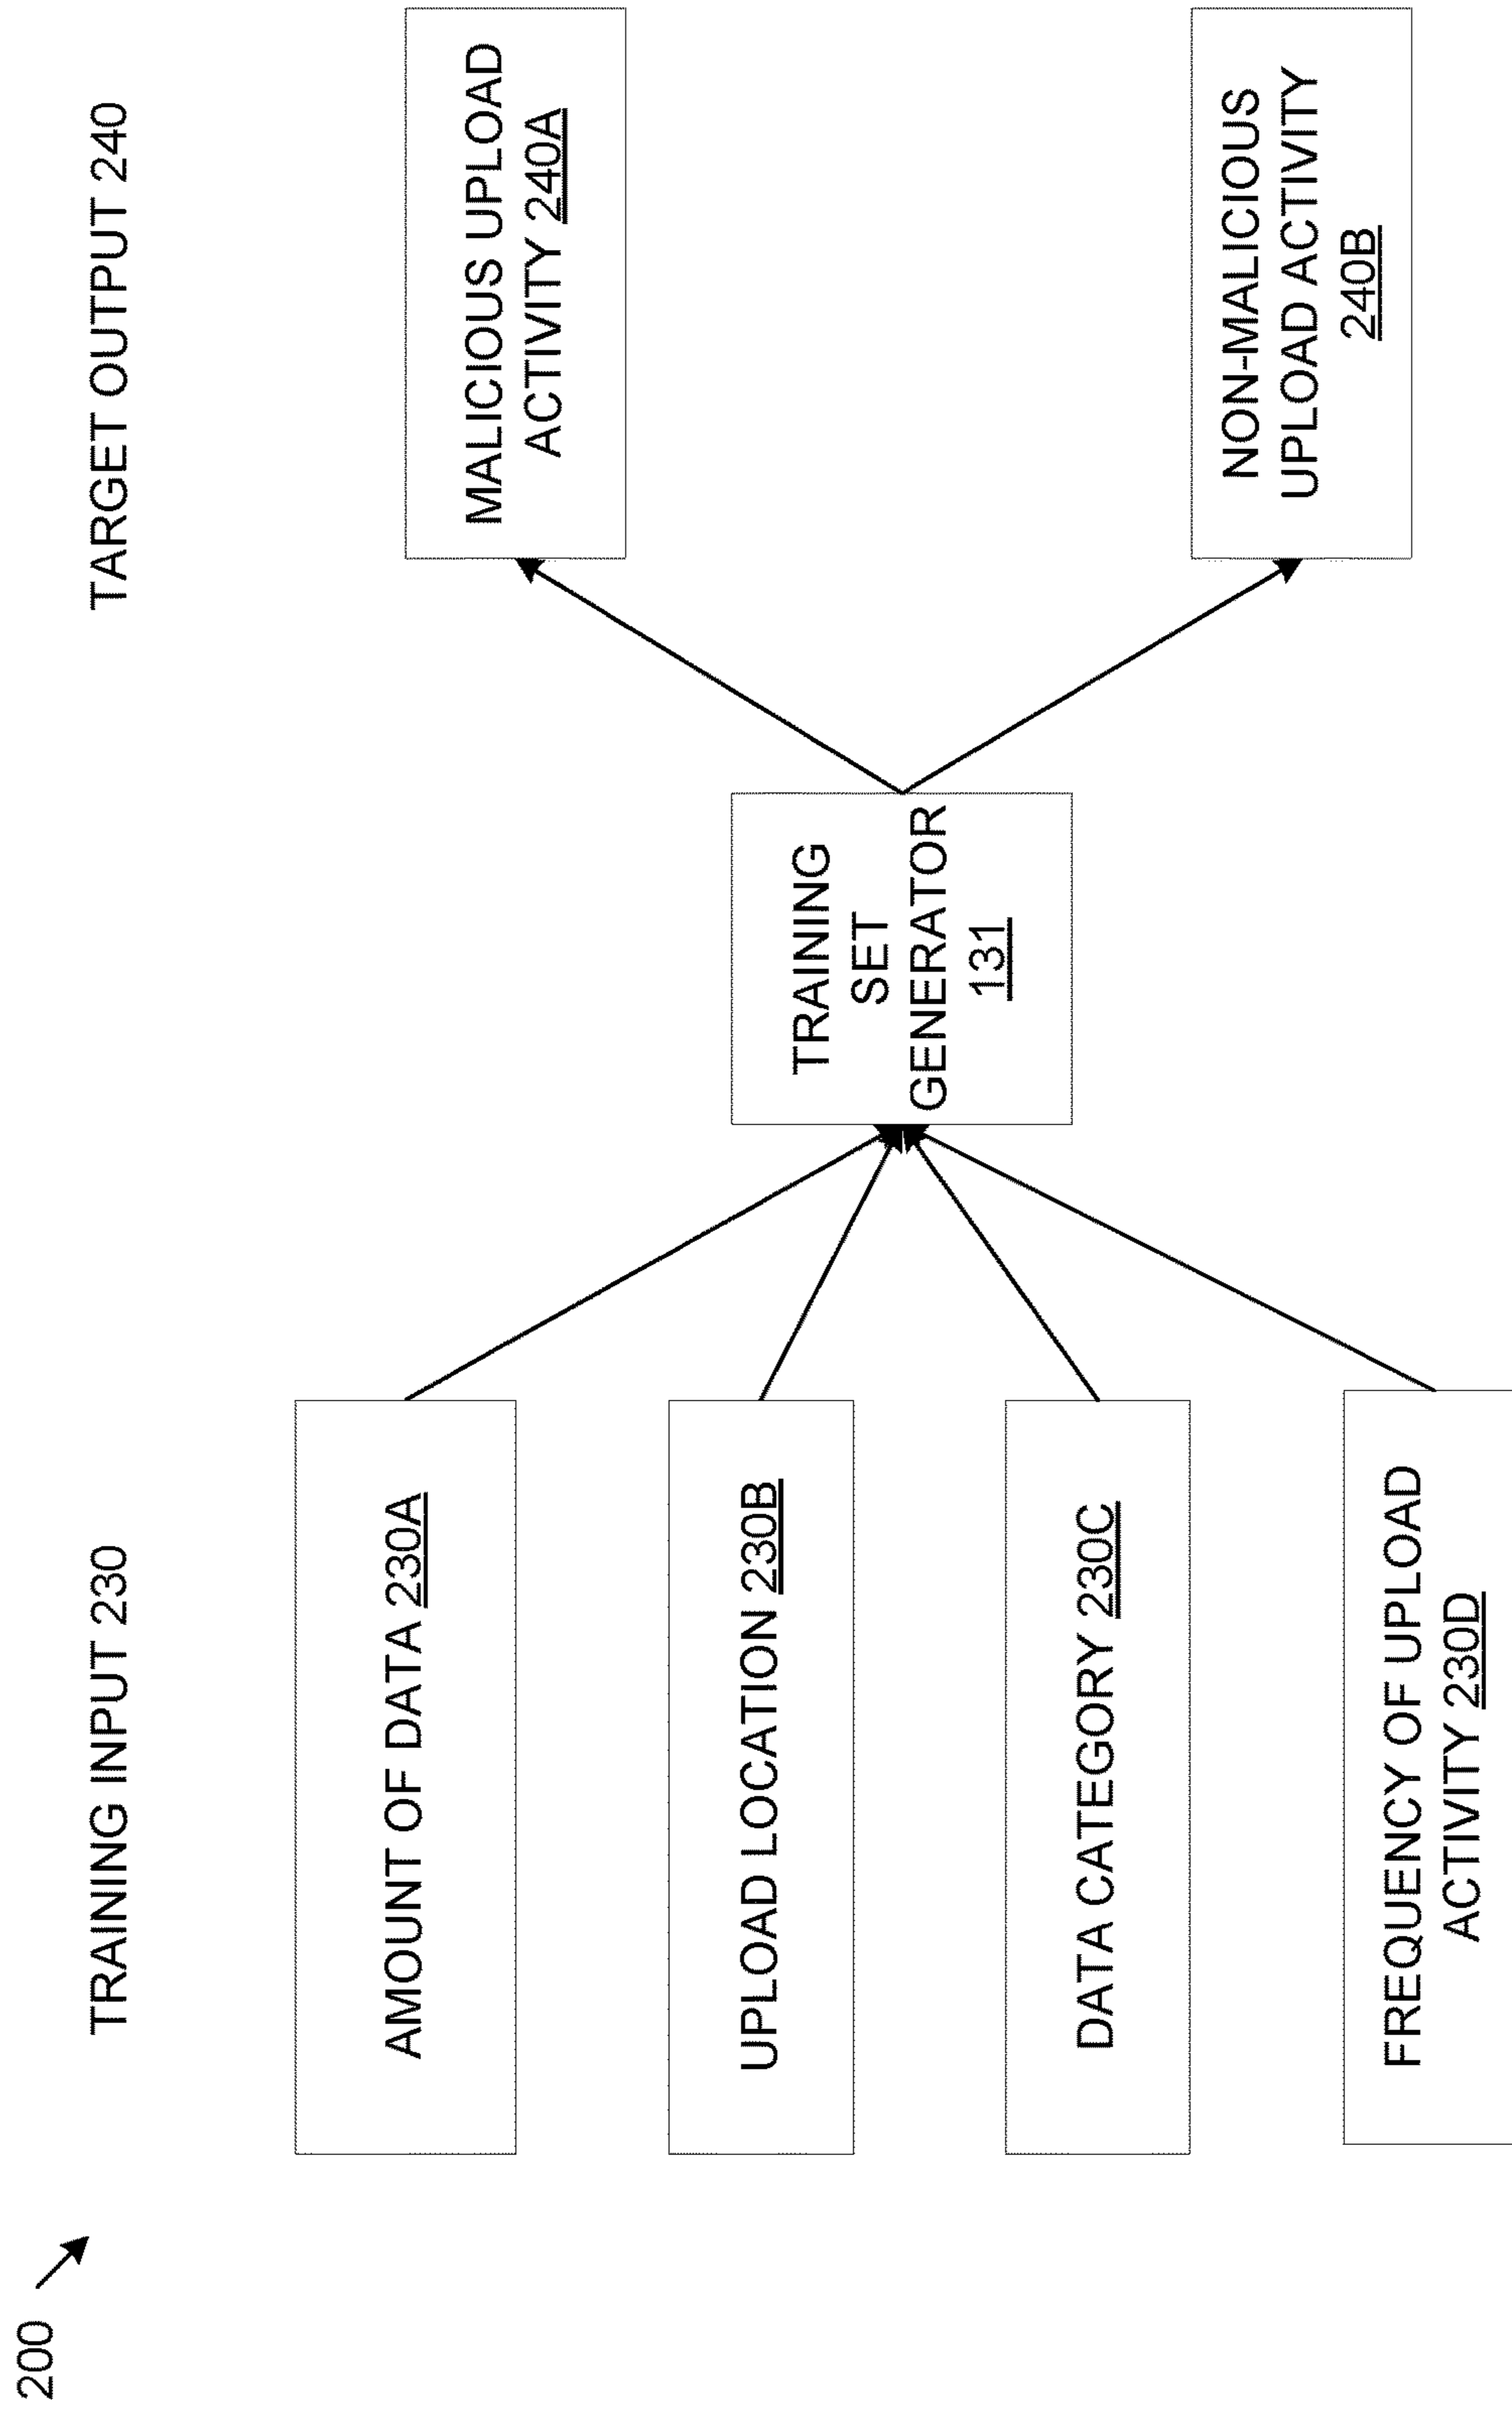 200
TRAINING INPUT 230
TARGET OUTPUT 240
AMOUNT OF DATA 230A
UPLOAD LOCATION 230B
DATA CATEGORY 230C
FREQUENCY OF UPLOAD
ACTIVITY 230D
TRAINING
SET
GENERATOR
131
MALICIOUS UPLOAD
ACTIVITY 240A
NON-MALICIOUS
UPLOAD ACTIVITY
240B